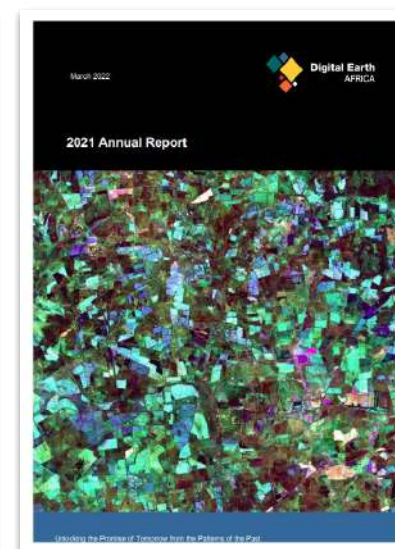 March 2022
Digital Earth
AFRICA
2021 Annual Report
Unlocking the Promise of Tomorrow from the Patterns of the Past